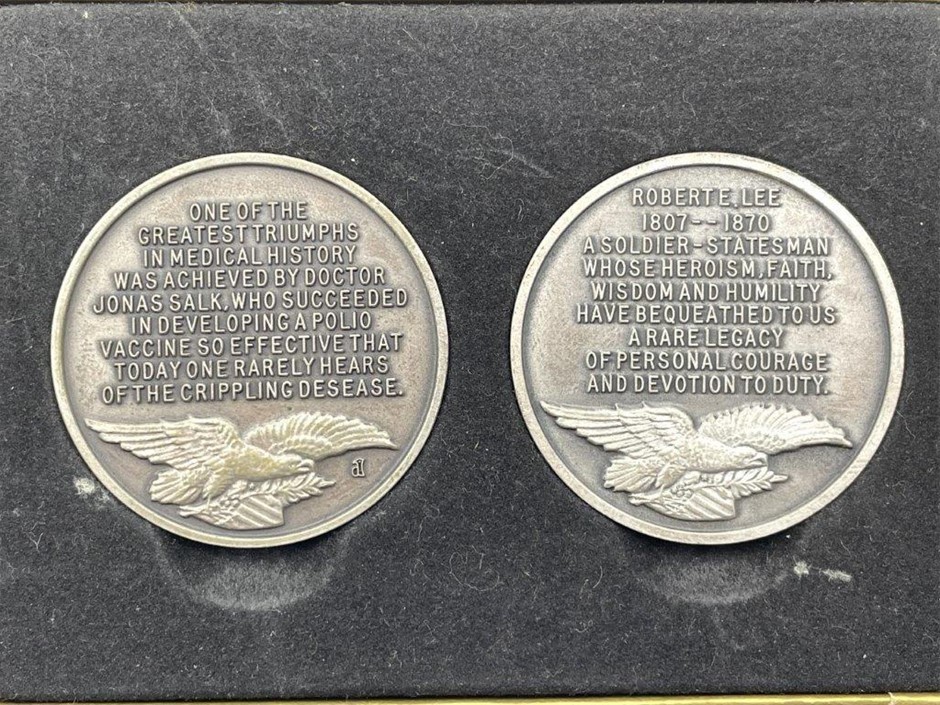 ONE OF THE
GREATEST TRIUMPHS
IN MEDICAL HISTORY
WAS ACHIEVED BY DOCTOR
JONAS SALK, WHO SUCCEEDED
IN DEVELOPING A POLIO
VACCINE SO EFFECTIVE THAT
TODAY ONE RARELY HEARS
OF THE CRIPPLING DESEASE.
ROBERT E. LEE
1807--1870
A SOLDIER-STATESMAN
WHOSE HEROISM, FAITH,
WISDOM AND HUMILITY
HAVE BEQUEATHED TO US
A RARE LEGACY
OF PERSONAL COURAGE
AND DEVOTION TO DUTY.